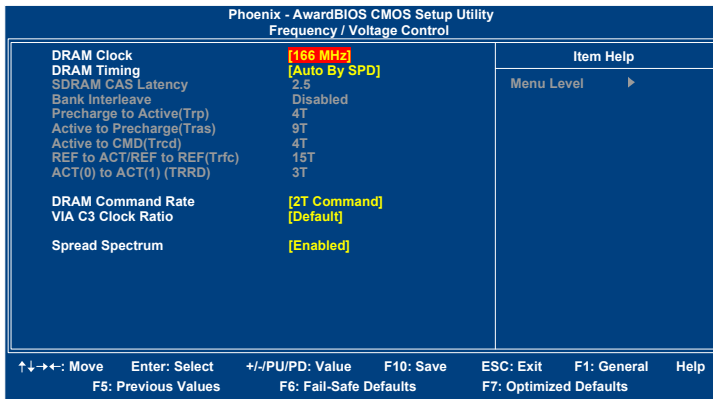 Phoenix - AwardBIOS CMOS Setup Utility
Frequency / Voltage Control
DRAM Clock [166 MHz]
DRAM Timing [Auto By SPD]
SDRAM CAS Latency 2.5
Bank Interleave Disabled
Precharge to Active(Trp) 4T
Active to Precharge(Tras) 9T
Active to CMD(Trcd) 4T
REF to ACT/REF to REF(Trfc) 15T
ACT(0) to ACT(1) (TRRD) 3T
DRAM Command Rate [2T Command]
VIA C3 Clock Ratio [Default]
Spread Spectrum [Enabled]
Item Help
Menu Level ▶
↑↓→←: Move Enter: Select +/-/PU/PD: Value F10: Save ESC: Exit F1: General Help
F5: Previous Values F6: Fail-Safe Defaults F7: Optimized Defaults